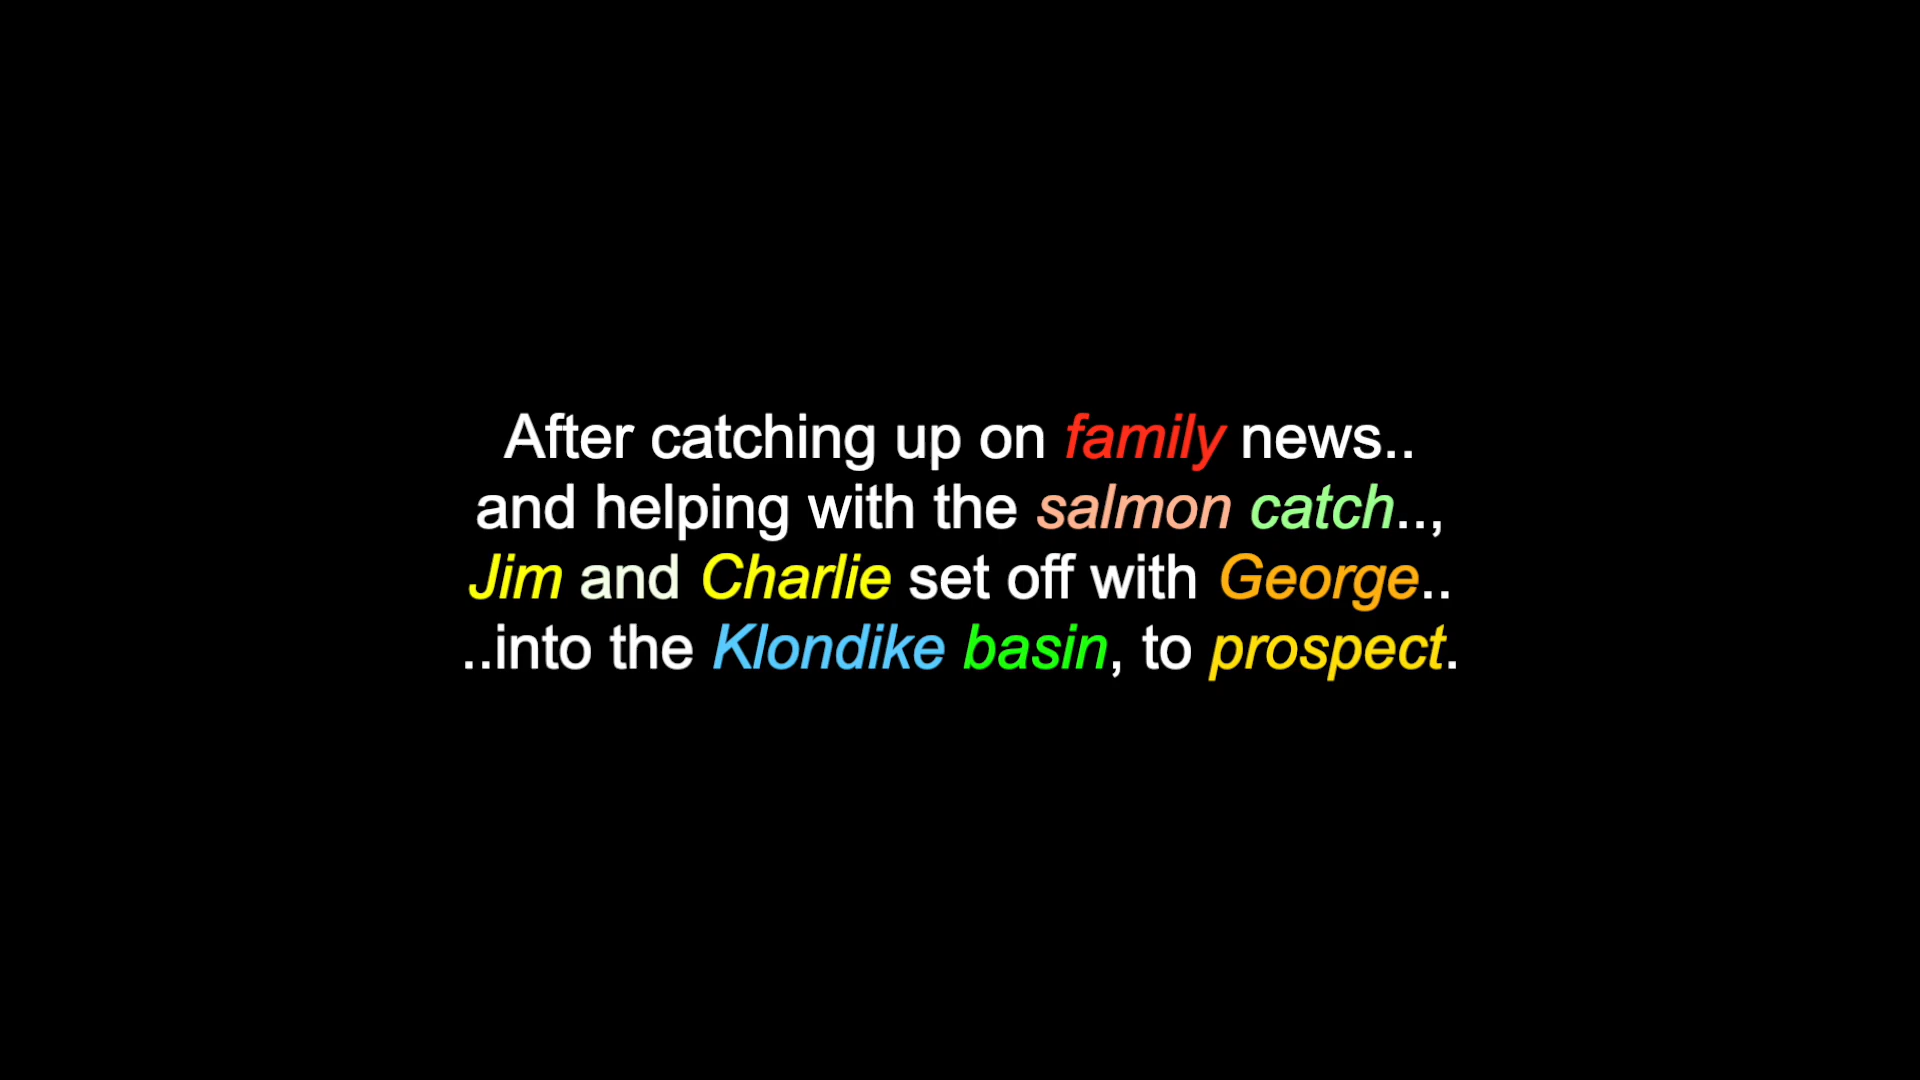 After catching up on family news..
and helping with the salmon catch..,
Jim and Charlie set off with George..
..into the Klondike basin, to prospect.